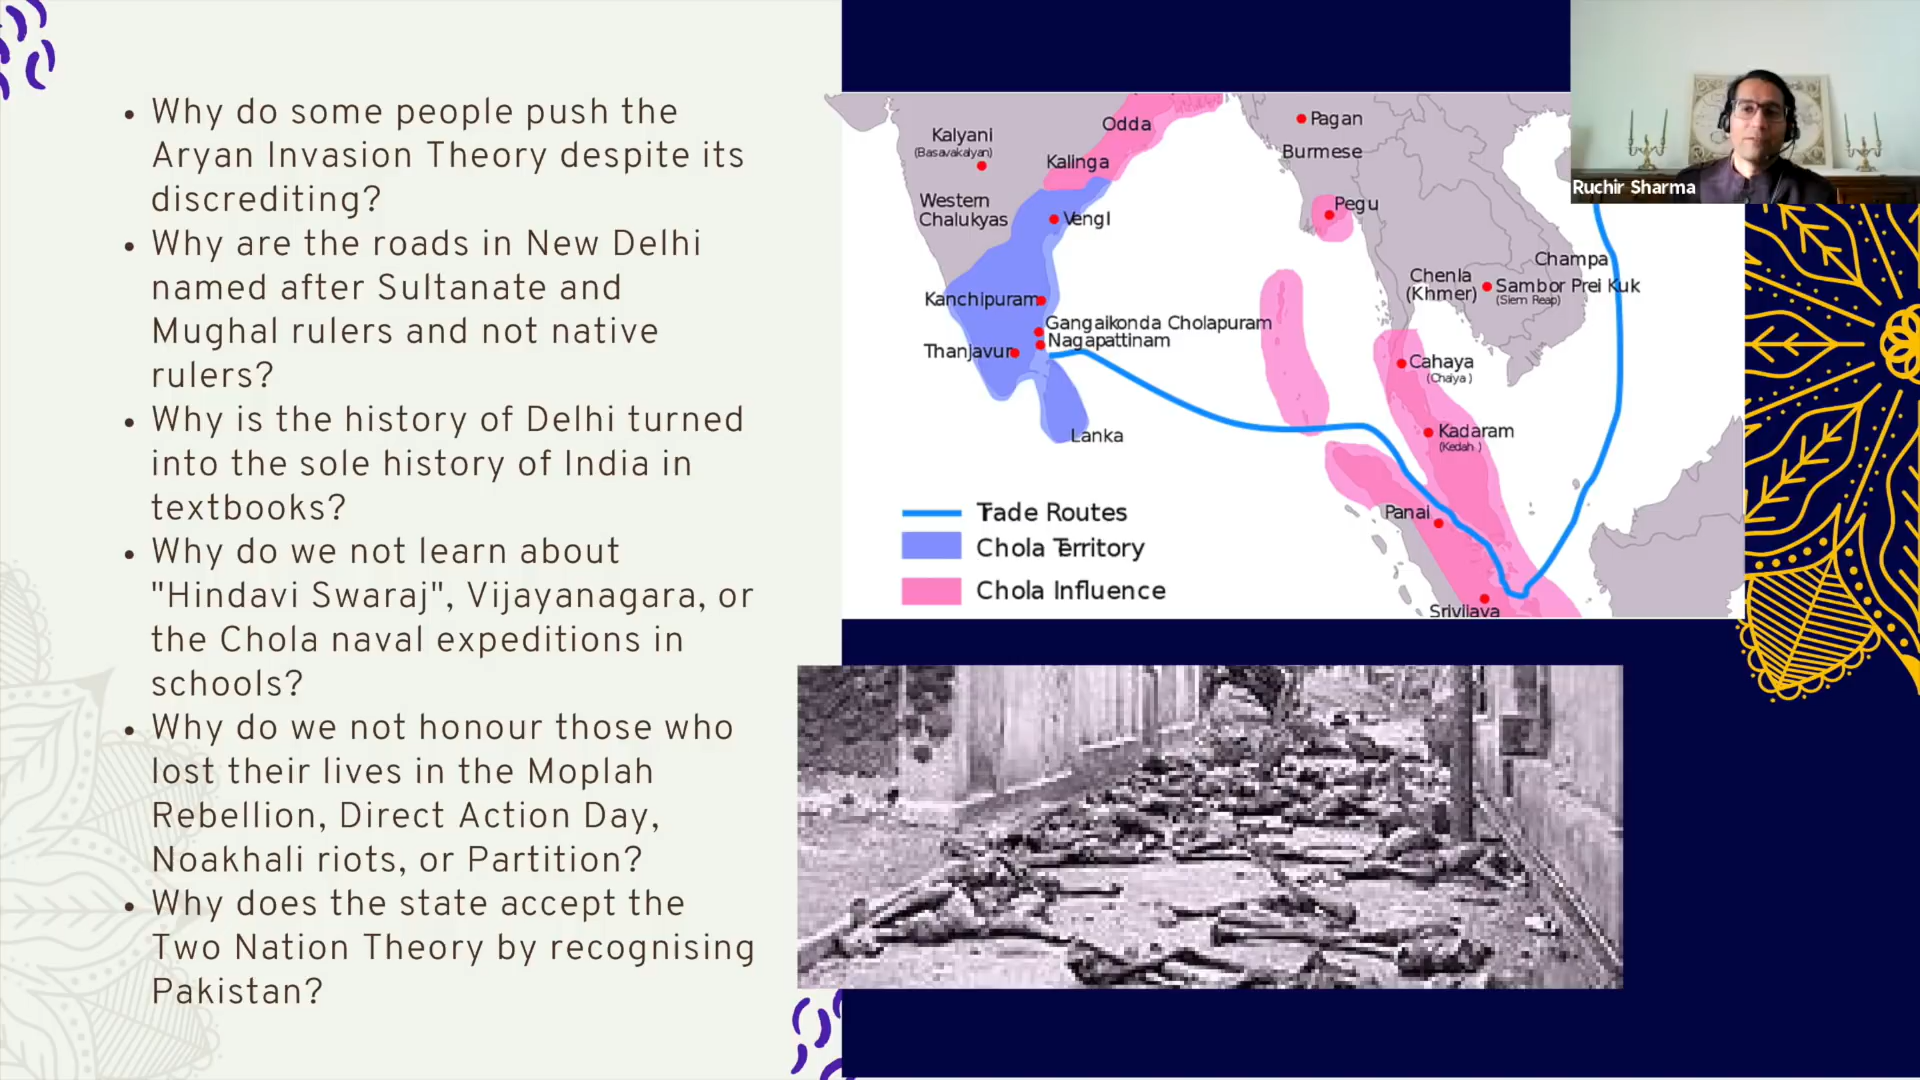 Why do some people push the
Aryan Invasion Theory despite its
discrediting?
Why are the roads in New Delhi
named after Sultanate and
Mughal rulers and not native
rulers?
Why is the history of Delhi turned
into the sole history of India in
textbooks?
Why do we not learn about
"Hindavi Swaraj", Vijayanagara, or
the Chola naval expeditions in
schools?
Why do we not honour those who
lost their lives in the Moplah
Rebellion, Direct Action Day,
Noakhali riots, or Partition?
Why does the state accept the
Two Nation Theory by recognising
Pakistan?
Kalyani
(Basavakalyan)
Odda
Kalinga
Western
Chalukyas
Vengi
Kanchipuram
Gangaikonda Cholapuram
Nagapattinam
Thanjavur
Lanka
Pagan
Burmese
Pegu
Champa
Chenla
(Khmer)
Sambor Prei Kuk
(Siem Reap)
Cahaya
(Chaiya )
Kadaram
(Kedah )
Panai
Srivijaya
Trade Routes
Chola Territory
Chola Influence
Ruchir Sharma